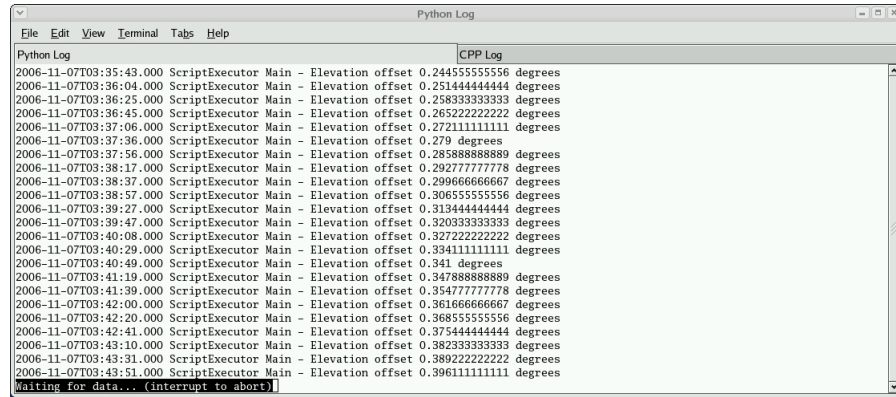 Python Log
File Edit View Terminal Tabs Help
Python Log
CPP Log
2006-11-07T03:35:43.000 ScriptExecutor Main - Elevation offset 0.244555555556 degrees
2006-11-07T03:36:04.000 ScriptExecutor Main - Elevation offset 0.251444444444 degrees
2006-11-07T03:36:25.000 ScriptExecutor Main - Elevation offset 0.258333333333 degrees
2006-11-07T03:36:45.000 ScriptExecutor Main - Elevation offset 0.265222222222 degrees
2006-11-07T03:37:06.000 ScriptExecutor Main - Elevation offset 0.272111111111 degrees
2006-11-07T03:37:36.000 ScriptExecutor Main - Elevation offset 0.279 degrees
2006-11-07T03:37:56.000 ScriptExecutor Main - Elevation offset 0.285888888889 degrees
2006-11-07T03:38:17.000 ScriptExecutor Main - Elevation offset 0.292777777778 degrees
2006-11-07T03:38:37.000 ScriptExecutor Main - Elevation offset 0.299666666667 degrees
2006-11-07T03:38:57.000 ScriptExecutor Main - Elevation offset 0.306555555556 degrees
2006-11-07T03:39:27.000 ScriptExecutor Main - Elevation offset 0.313444444444 degrees
2006-11-07T03:39:47.000 ScriptExecutor Main - Elevation offset 0.320333333333 degrees
2006-11-07T03:40:08.000 ScriptExecutor Main - Elevation offset 0.327222222222 degrees
2006-11-07T03:40:29.000 ScriptExecutor Main - Elevation offset 0.334111111111 degrees
2006-11-07T03:40:49.000 ScriptExecutor Main - Elevation offset 0.341 degrees
2006-11-07T03:41:19.000 ScriptExecutor Main - Elevation offset 0.347888888889 degrees
2006-11-07T03:41:39.000 ScriptExecutor Main - Elevation offset 0.354777777778 degrees
2006-11-07T03:42:00.000 ScriptExecutor Main - Elevation offset 0.361666666667 degrees
2006-11-07T03:42:20.000 ScriptExecutor Main - Elevation offset 0.368555555556 degrees
2006-11-07T03:42:41.000 ScriptExecutor Main - Elevation offset 0.375444444444 degrees
2006-11-07T03:43:10.000 ScriptExecutor Main - Elevation offset 0.382333333333 degrees
2006-11-07T03:43:31.000 ScriptExecutor Main - Elevation offset 0.389222222222 degrees
2006-11-07T03:43:51.000 ScriptExecutor Main - Elevation offset 0.396111111111 degrees
Waiting for data... (interrupt to abort)